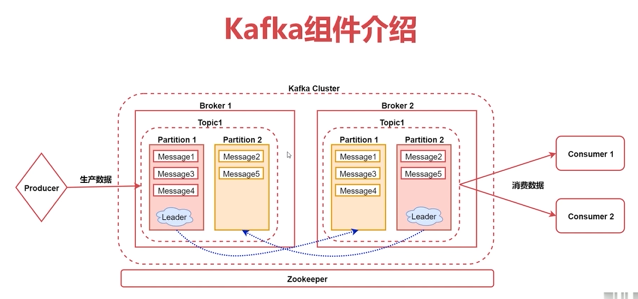 Kafka组件介绍
Kafka Cluster
Broker 1
Broker 2
Topic1
Topic1
Partition 1
Partition 2
Partition 1
Partition 2
Message1
Message2
Message1
Message2
Message3
Message5
Message3
Message5
Message4
Message4
Leader
Leader
Producer
生产数据
消费数据
Consumer 1
Consumer 2
Zookeeper